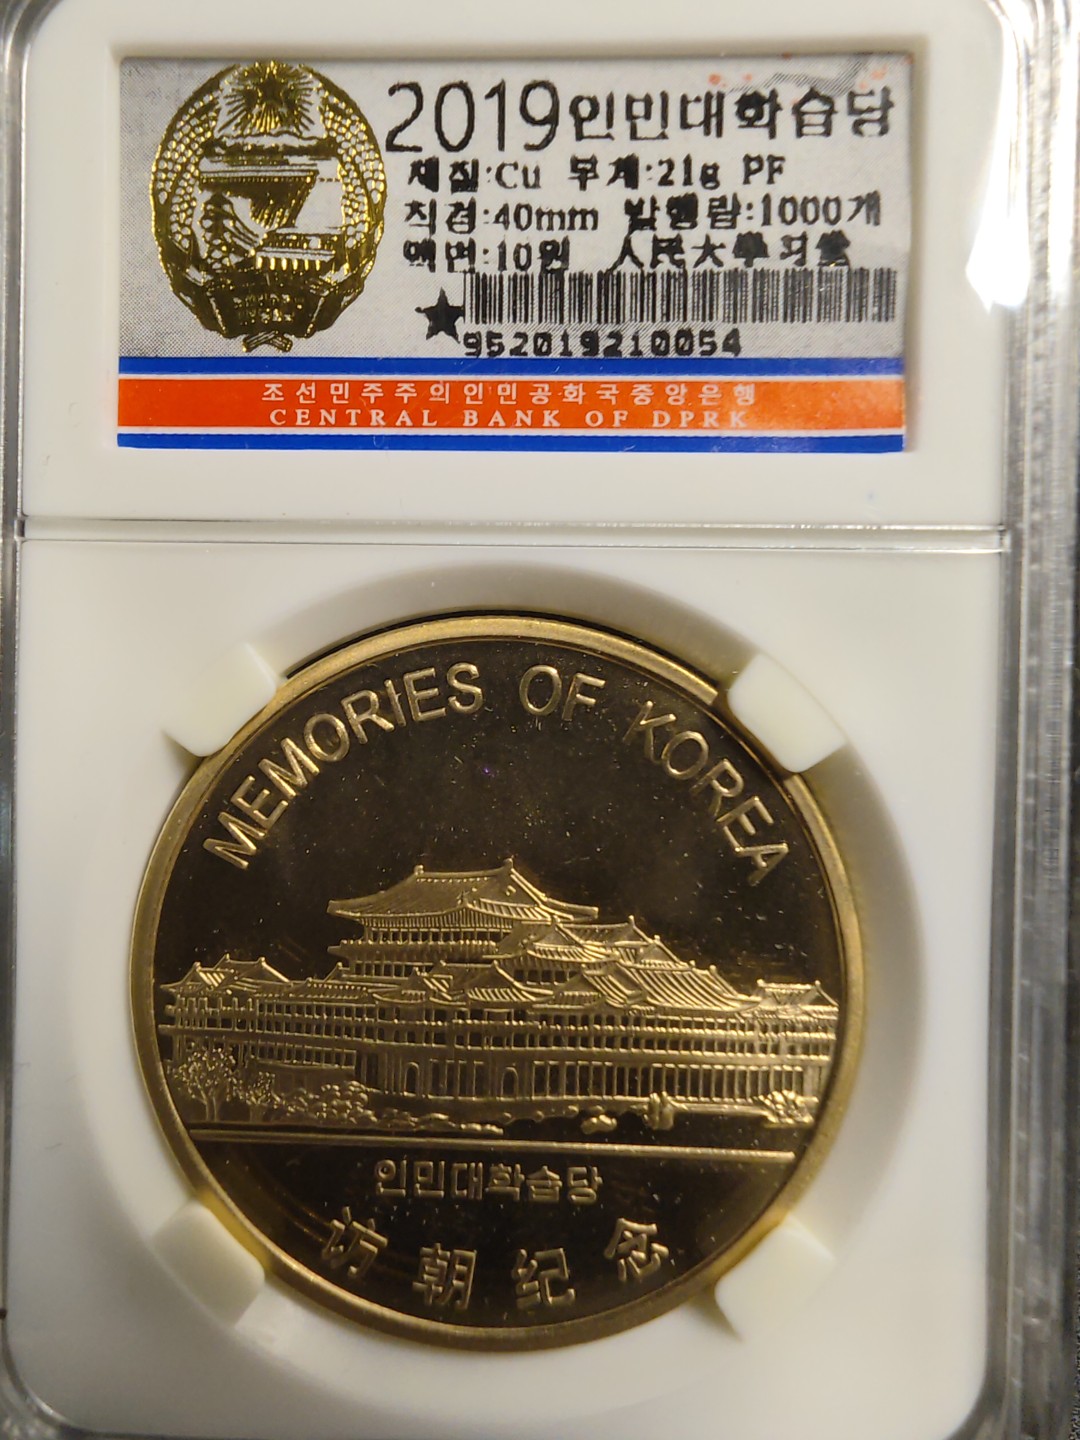 2019인민대학습당
재질:Cu 무게:21g PF
직경:40mm 발행량:1000개
액면:10원 人民大學习堂
952019210054
조선민주주의인민공화국중앙은행
CENTRAL BANK OF DPRK
MEMORIES OF KOREA
인민대학습당
访朝纪念